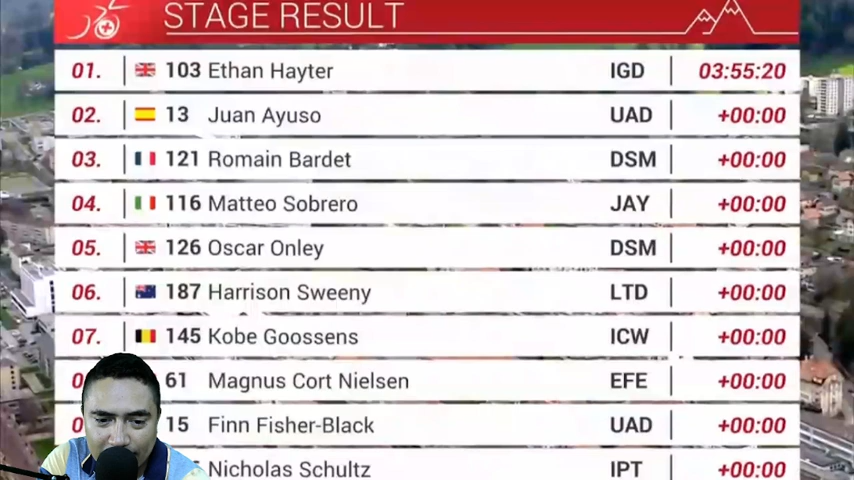 STAGE RESULT
01. 103 Ethan Hayter IGD 03:55:20
02. 13 Juan Ayuso UAD +00:00
03. 121 Romain Bardet DSM +00:00
04. 116 Matteo Sobrero JAY +00:00
05. 126 Oscar Onley DSM +00:00
06. 187 Harrison Sweeny LTD +00:00
07. 145 Kobe Goossens ICW +00:00
61 Magnus Cort Nielsen EFE +00:00
15 Finn Fisher-Black UAD +00:00
Nicholas Schultz IPT +00:00